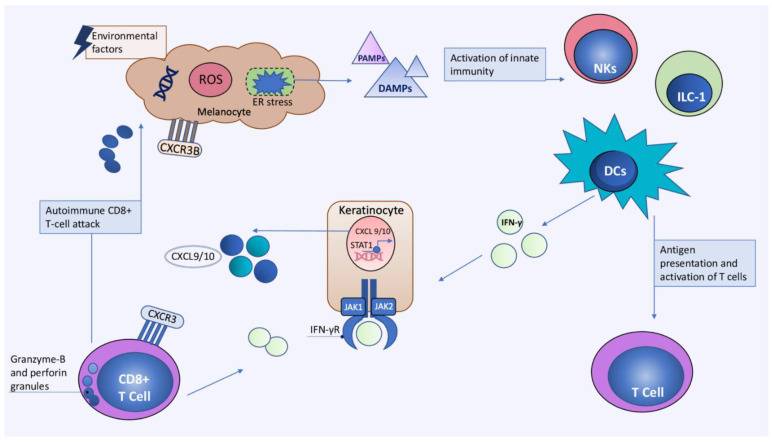 Environmental
factors
ROS
ER stress
Melanocyte
CXCR3B
PAMPs
DAMPs
Activation of innate
immunity
NKs
ILC-1
DCs
Autoimmune CD8+
T-cell attack
Keratinocyte
CXCL 9/10
STAT1
JAK1
JAK2
IFN-γR
IFN-γ
CXCL9/10
Antigen
presentation and
activation of T cells
CXCR3
Granzyme-B
and perforin
granules
CD8+
T Cell
T Cell